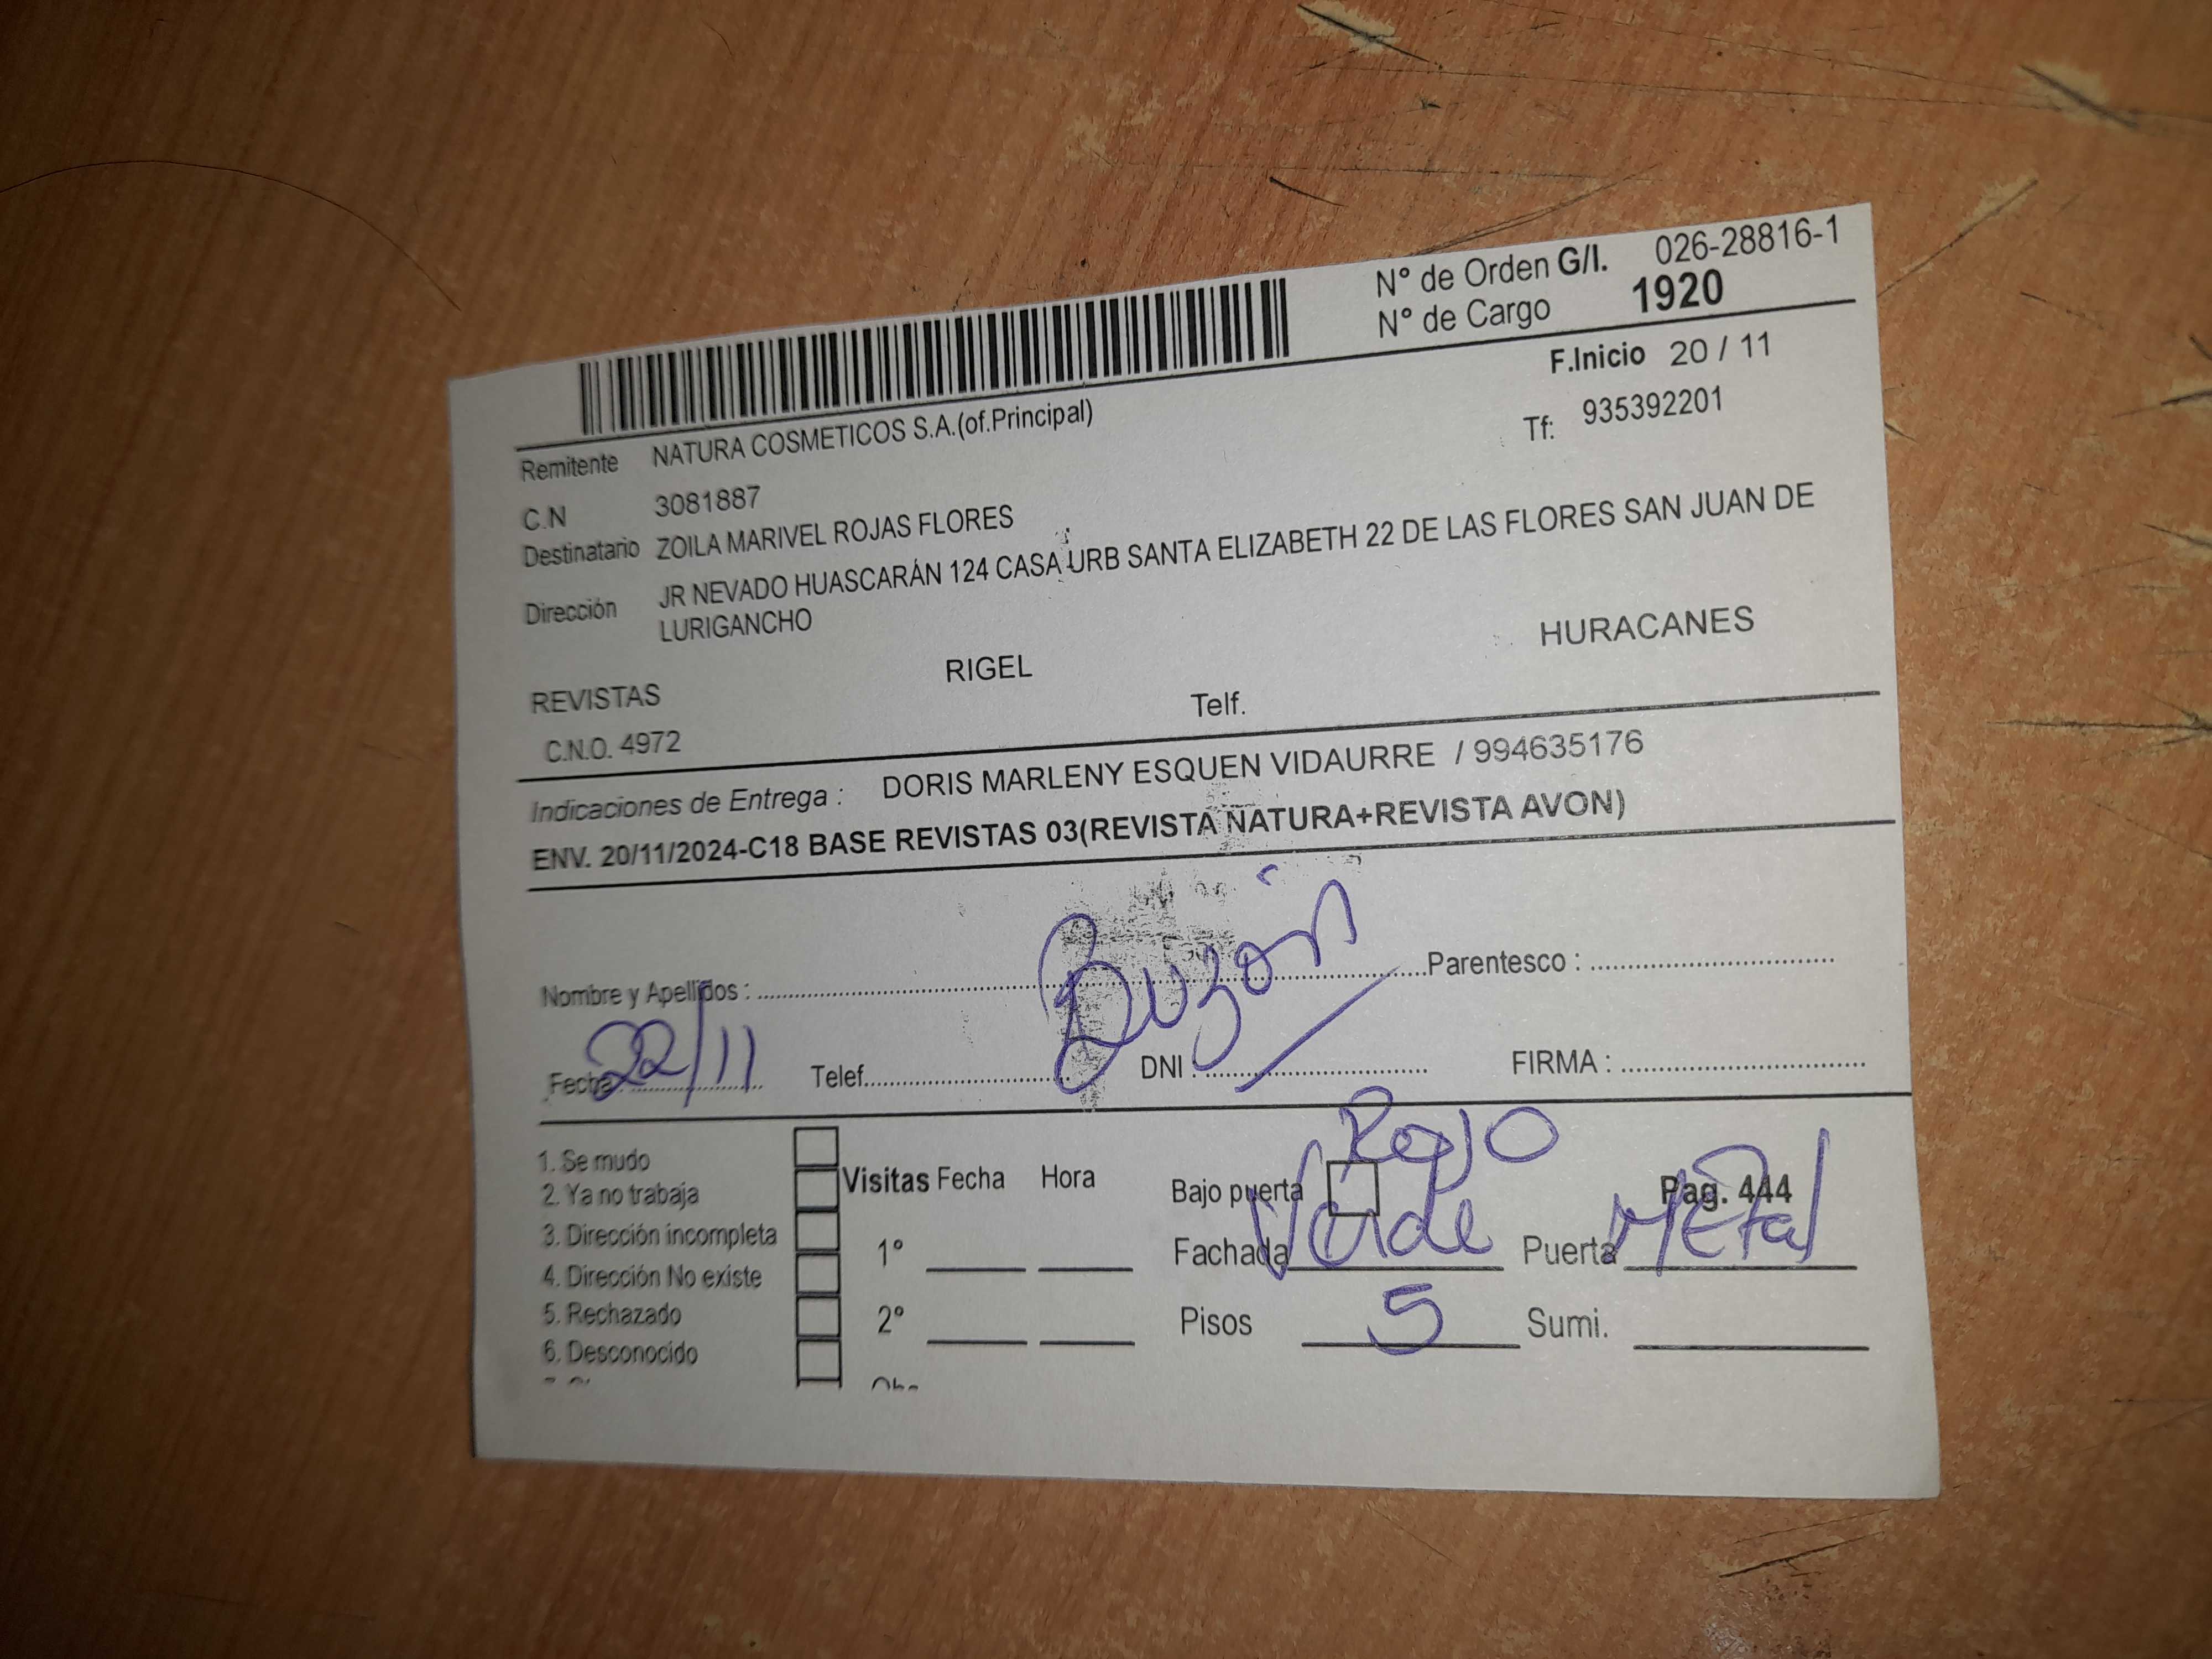 N° de Orden G/I. 026-28816-1
N° de Cargo 1920
F.Inicio 20 / 11
Remitente NATURA COSMETICOS S.A.(of.Principal)
Tf: 935392201
C.N 3081887
Destinatario ZOILA MARIVEL ROJAS FLORES
Dirección JR NEVADO HUASCARÁN 124 CASA URB SANTA ELIZABETH 22 DE LAS FLORES SAN JUAN DE
LURIGANCHO
REVISTAS RIGEL HURACANES
C.N.O. 4972 Telf.
Indicaciones de Entrega : DORIS MARLENY ESQUEN VIDAURRE / 994635176
ENV. 20/11/2024-C18 BASE REVISTAS 03(REVISTA NATURA+REVISTA AVON)
Buzón
Nombre y Apellidos : Parentesco :
Fecha 22/11 Telef. DNI : FIRMA :
Rojo
1. Se mudo
2. Ya no trabaja
3. Dirección incompleta
4. Dirección No existe
5. Rechazado
6. Desconocido
Visitas Fecha Hora
1°
2°
Bajo puerta Pag. 444
Fachada Verde Puerta Metal
Pisos 5 Sumi.